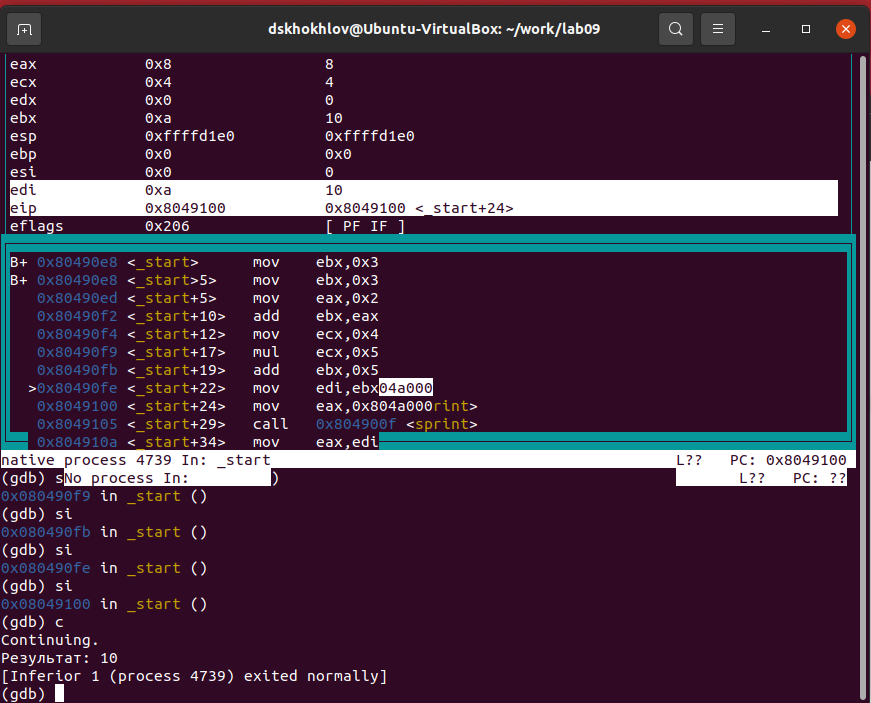 dskhokhlov@Ubuntu-VirtualBox: ~/work/lab09
eax 0x8 8
ecx 0x4 4
edx 0x0 0
ebx 0xa 10
esp 0xffffd1e0 0xffffd1e0
ebp 0x0 0x0
esi 0x0 0
edi 0xa 10
eip 0x8049100 0x8049100 <_start+24>
eflags 0x206 [ PF IF ]
B+ 0x80490e8 <_start> mov ebx,0x3
B+ 0x80490e8 <_start>5> mov ebx,0x3
0x80490ed <_start+5> mov eax,0x2
0x80490f2 <_start+10> add ebx,eax
0x80490f4 <_start+12> mov ecx,0x4
0x80490f9 <_start+17> mul ecx,0x5
0x80490fb <_start+19> add ebx,0x5
>0x80490fe <_start+22> mov edi,ebx04a000
0x8049100 <_start+24> mov eax,0x804a000rint>
0x8049105 <_start+29> call 0x804900f <sprint>
0x804910a <_start+34> mov eax,edi
native process 4739 In: _start L?? PC: 0x8049100
(gdb) sNo process In: ) L?? PC: ??
0x080490f9 in _start ()
(gdb) si
0x080490fb in _start ()
(gdb) si
0x080490fe in _start ()
(gdb) si
0x08049100 in _start ()
(gdb) c
Continuing.
Результат: 10
[Inferior 1 (process 4739) exited normally]
(gdb)